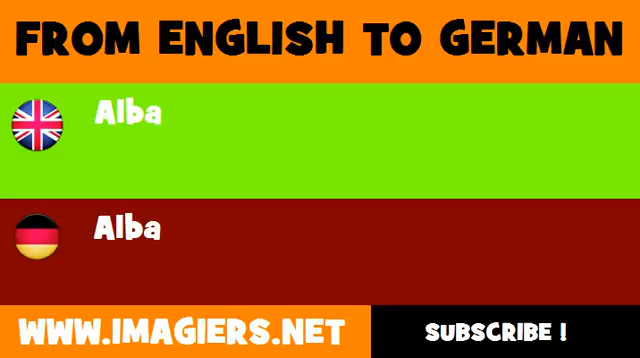 FROM ENGLISH TO GERMAN
Alba
Alba
WWW.IMAGIERS.NET
SUBSCRIBE !